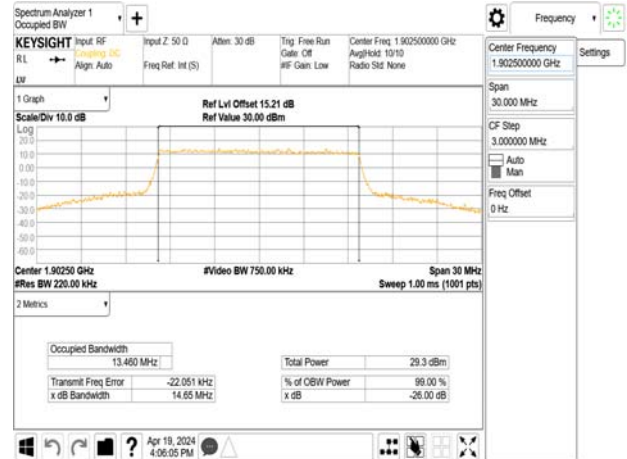 Spectrum Analyzer 1
Occupied BW
Frequency
KEYSIGHT
Input: RF
Input Z: 50 Ω
Atten: 30 dB
Trig: Free Run
Center Freq: 1.902500000 GHz
RL
Coupling: DC
Gate: Off
Avg|Hold: 10/10
Align: Auto
Freq Ref: Int (S)
#IF Gain: Low
Radio Std: None
Center Frequency
1.902500000 GHz
Settings
Span
30.000 MHz
CF Step
3.000000 MHz
Auto
Man
Freq Offset
0 Hz
1 Graph
Ref Lvl Offset 15.21 dB
Scale/Div 10.0 dB
Ref Value 30.00 dBm
Log
20.0
10.0
0.00
-10.0
-20.0
-30.0
-40.0
-50.0
-60.0
Center 1.90250 GHz
#Video BW 750.00 kHz
Span 30 MHz
#Res BW 220.00 kHz
Sweep 1.00 ms (1001 pts)
2 Metrics
Occupied Bandwidth
13.460 MHz
Total Power
29.3 dBm
Transmit Freq Error
-22.051 kHz
% of OBW Power
99.00 %
x dB Bandwidth
14.65 MHz
x dB
-26.00 dB
?
Apr 19, 2024
4:06:05 PM